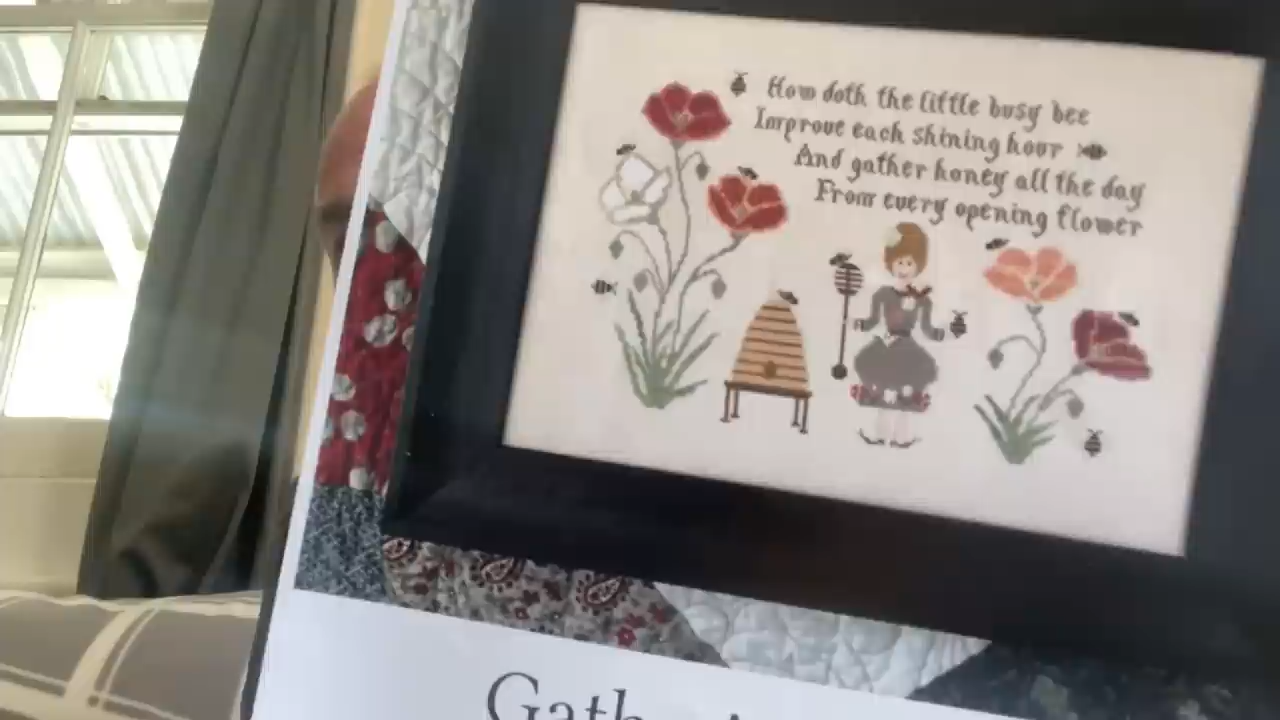 How doth the little busy bee
Improve each shining hour
And gather honey all the day
From every opening flower